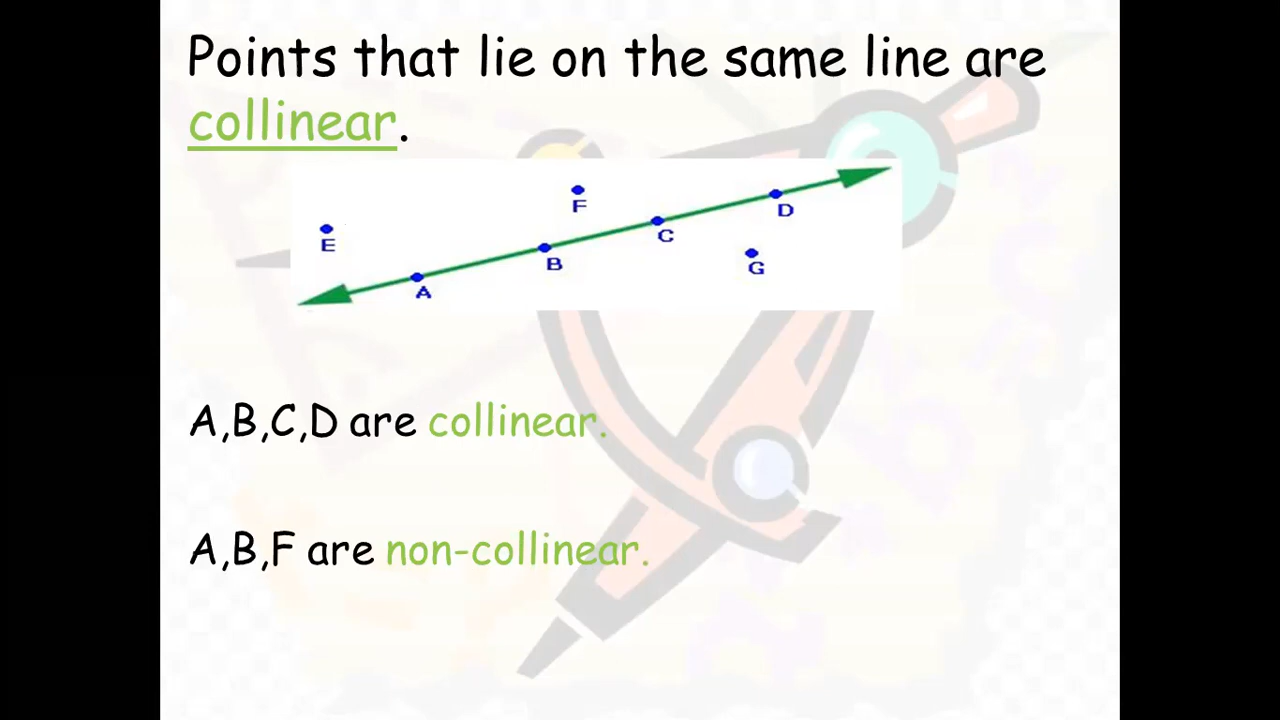 Points that lie on the same line are
collinear.
F
D
E
C
B
G
A
A,B,C,D are collinear.
A,B,F are non-collinear.